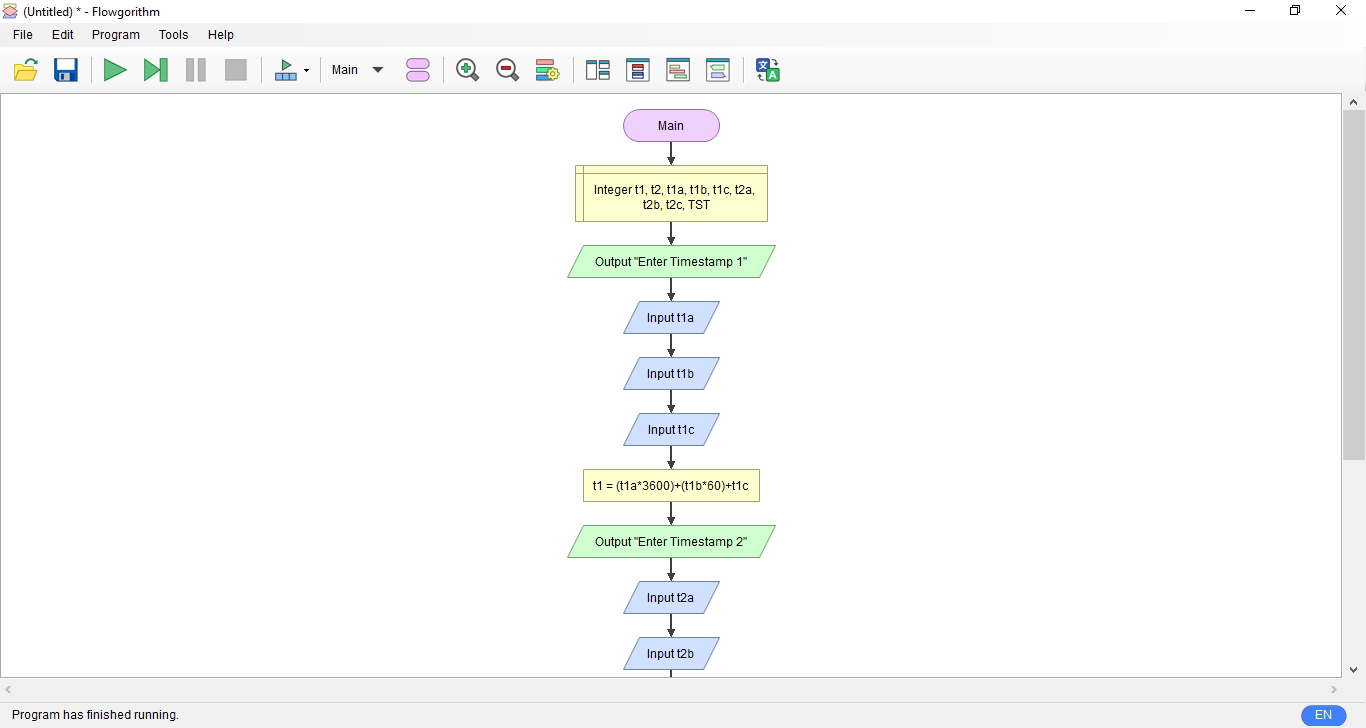 (Untitled) * - Flowgorithm
File Edit Program Tools Help
Main
Main
Integer t1, t2, t1a, t1b, t1c, t2a,
t2b, t2c, TST
Output "Enter Timestamp 1"
Input t1a
Input t1b
Input t1c
t1 = (t1a*3600)+(t1b*60)+t1c
Output "Enter Timestamp 2"
Input t2a
Input t2b
Program has finished running.
EN